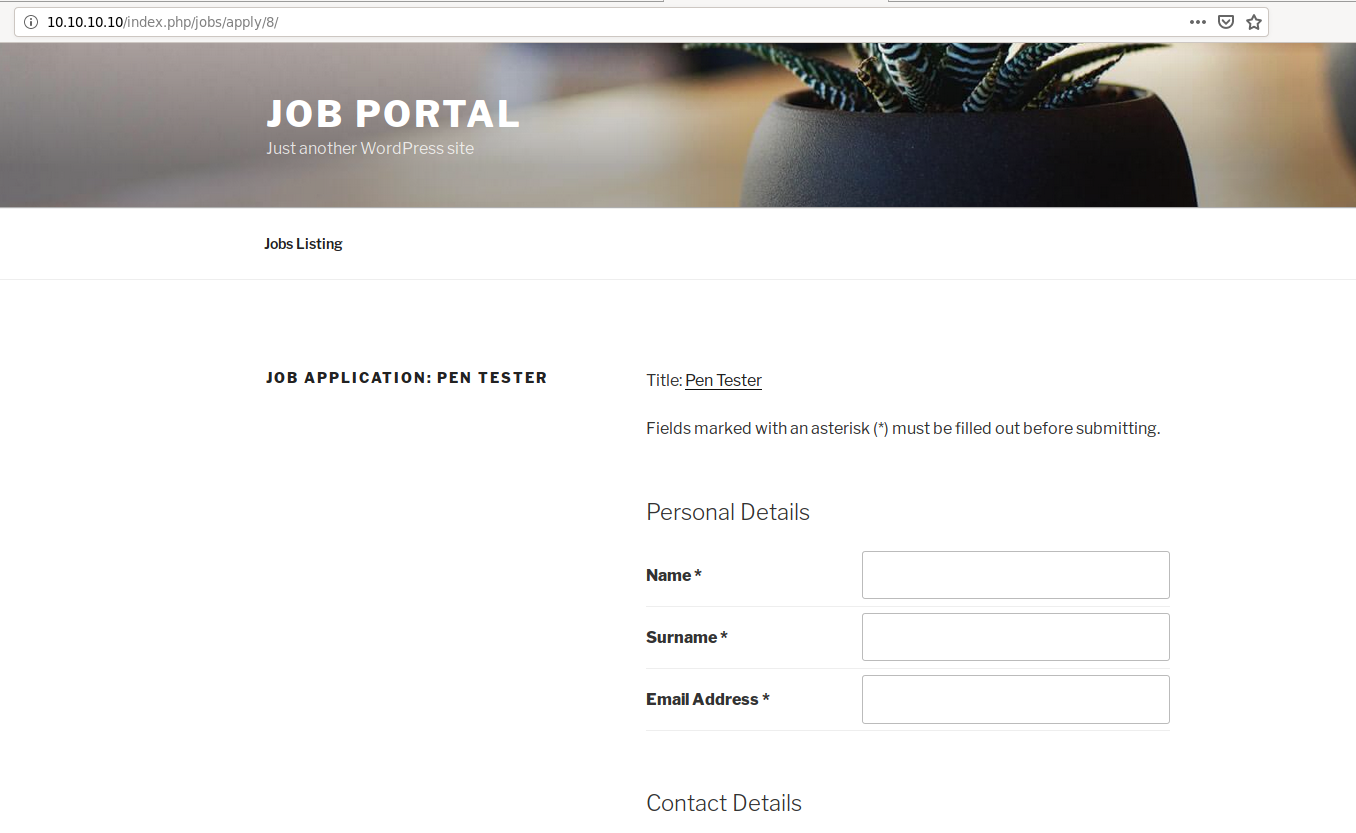 10.10.10.10/index.php/jobs/apply/8/
JOB PORTAL
Just another WordPress site
Jobs Listing
JOB APPLICATION: PEN TESTER
Title: Pen Tester
Fields marked with an asterisk (*) must be filled out before submitting.
Personal Details
Name *
Surname *
Email Address *
Contact Details